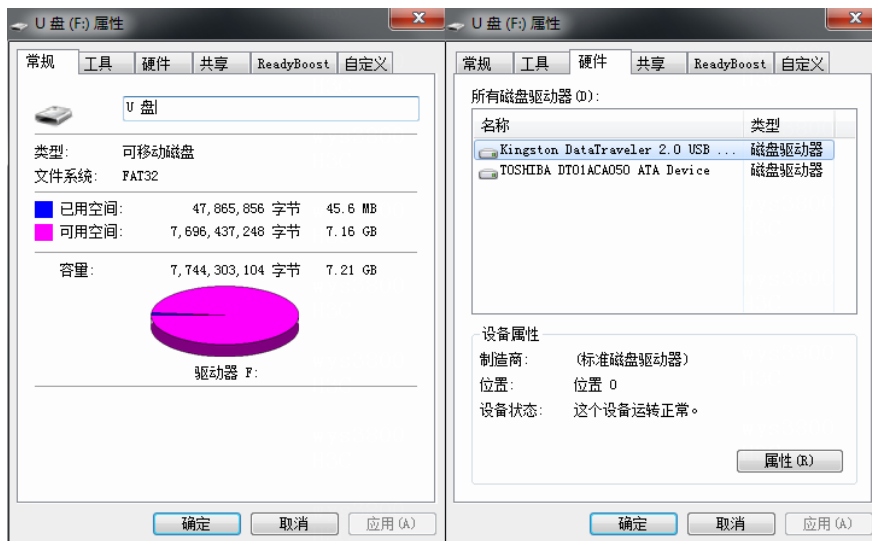 U 盘 (F:) 属性
常规 工具 硬件 共享 ReadyBoost 自定义
U 盘
类型: 可移动磁盘
文件系统: FAT32
已用空间: 47,865,856 字节 45.6 MB
可用空间: 7,696,437,248 字节 7.16 GB
容量: 7,744,303,104 字节 7.21 GB
驱动器 F:
确定 取消 应用(A)
U 盘 (F:) 属性
常规 工具 硬件 共享 ReadyBoost 自定义
所有磁盘驱动器(D):
名称 类型
Kingston DataTraveler 2.0 USB ... 磁盘驱动器
TOSHIBA DT01ACA050 ATA Device 磁盘驱动器
设备属性
制造商: (标准磁盘驱动器)
位置: 位置 0
设备状态: 这个设备运转正常。
属性(R)
确定 取消 应用(A)